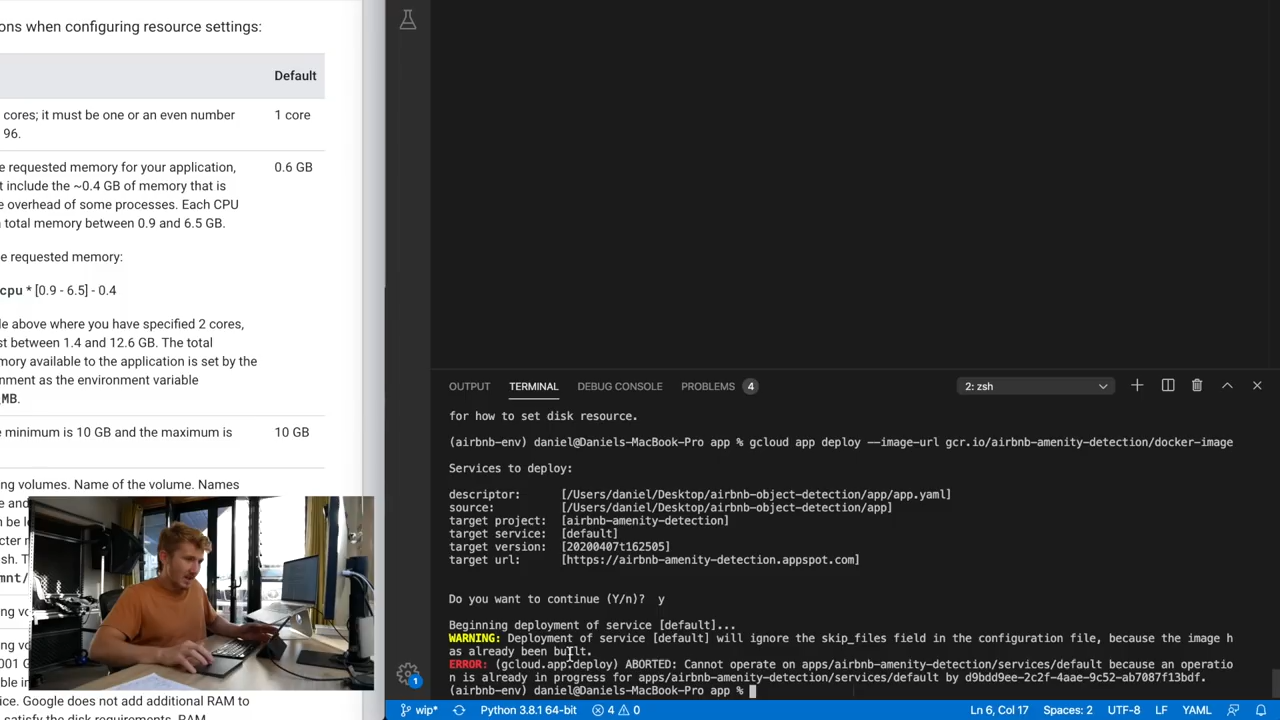 ons when configuring resource settings:
Default
cores; it must be one or an even number
96.
1 core
e requested memory for your application,
t include the ~0.4 GB of memory that is
e overhead of some processes. Each CPU
a total memory between 0.9 and 6.5 GB.
0.6 GB
e requested memory:
cpu * [0.9 - 6.5] - 0.4
le above where you have specified 2 cores,
st between 1.4 and 12.6 GB. The total
mory available to the application is set by the
nment as the environment variable
MB.
e minimum is 10 GB and the maximum is
10 GB
ng volumes. Name of the volume. Names
ice. Google does not add additional RAM to
satisfy the disk requirements. RAM
OUTPUT TERMINAL DEBUG CONSOLE PROBLEMS 4 2: zsh
for how to set disk resource.
(airbnb-env) daniel@Daniels-MacBook-Pro app % gcloud app deploy --image-url gcr.io/airbnb-amenity-detection/docker-image
Services to deploy:
descriptor: [/Users/daniel/Desktop/airbnb-object-detection/app/app.yaml]
source: [/Users/daniel/Desktop/airbnb-object-detection/app]
target project: [airbnb-amenity-detection]
target service: [default]
target version: [20200407t162505]
target url: [https://airbnb-amenity-detection.appspot.com]
Do you want to continue (Y/n)? y
Beginning deployment of service [default]...
WARNING: Deployment of service [default] will ignore the skip_files field in the configuration file, because the image h
as already been built.
ERROR: (gcloud.app.deploy) ABORTED: Cannot operate on apps/airbnb-amenity-detection/services/default because an operatio
n is already in progress for apps/airbnb-amenity-detection/services/default by d9bdd9ee-2c2f-4aae-9c52-ab7087f13bdf.
(airbnb-env) daniel@Daniels-MacBook-Pro app %
1
wip* Python 3.8.1 64-bit 4 0 Ln 6, Col 17 Spaces: 2 UTF-8 LF YAML